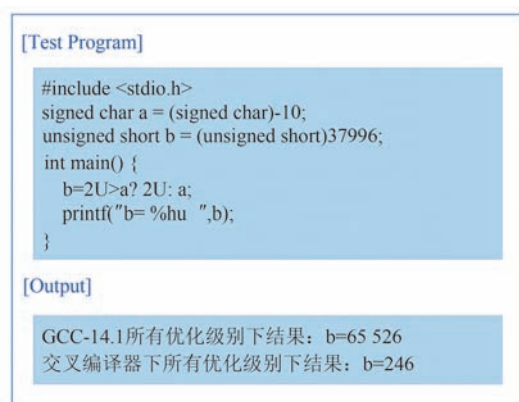 [Test Program]
#include <stdio.h>
signed char a = (signed char)-10;
unsigned short b = (unsigned short)37996;
int main() {
b=2U>a? 2U: a;
printf("b= %hu  ",b);
}
[Output]
GCC-14.1所有优化级别下结果：b=65 526
交叉编译器下所有优化级别下结果：b=246